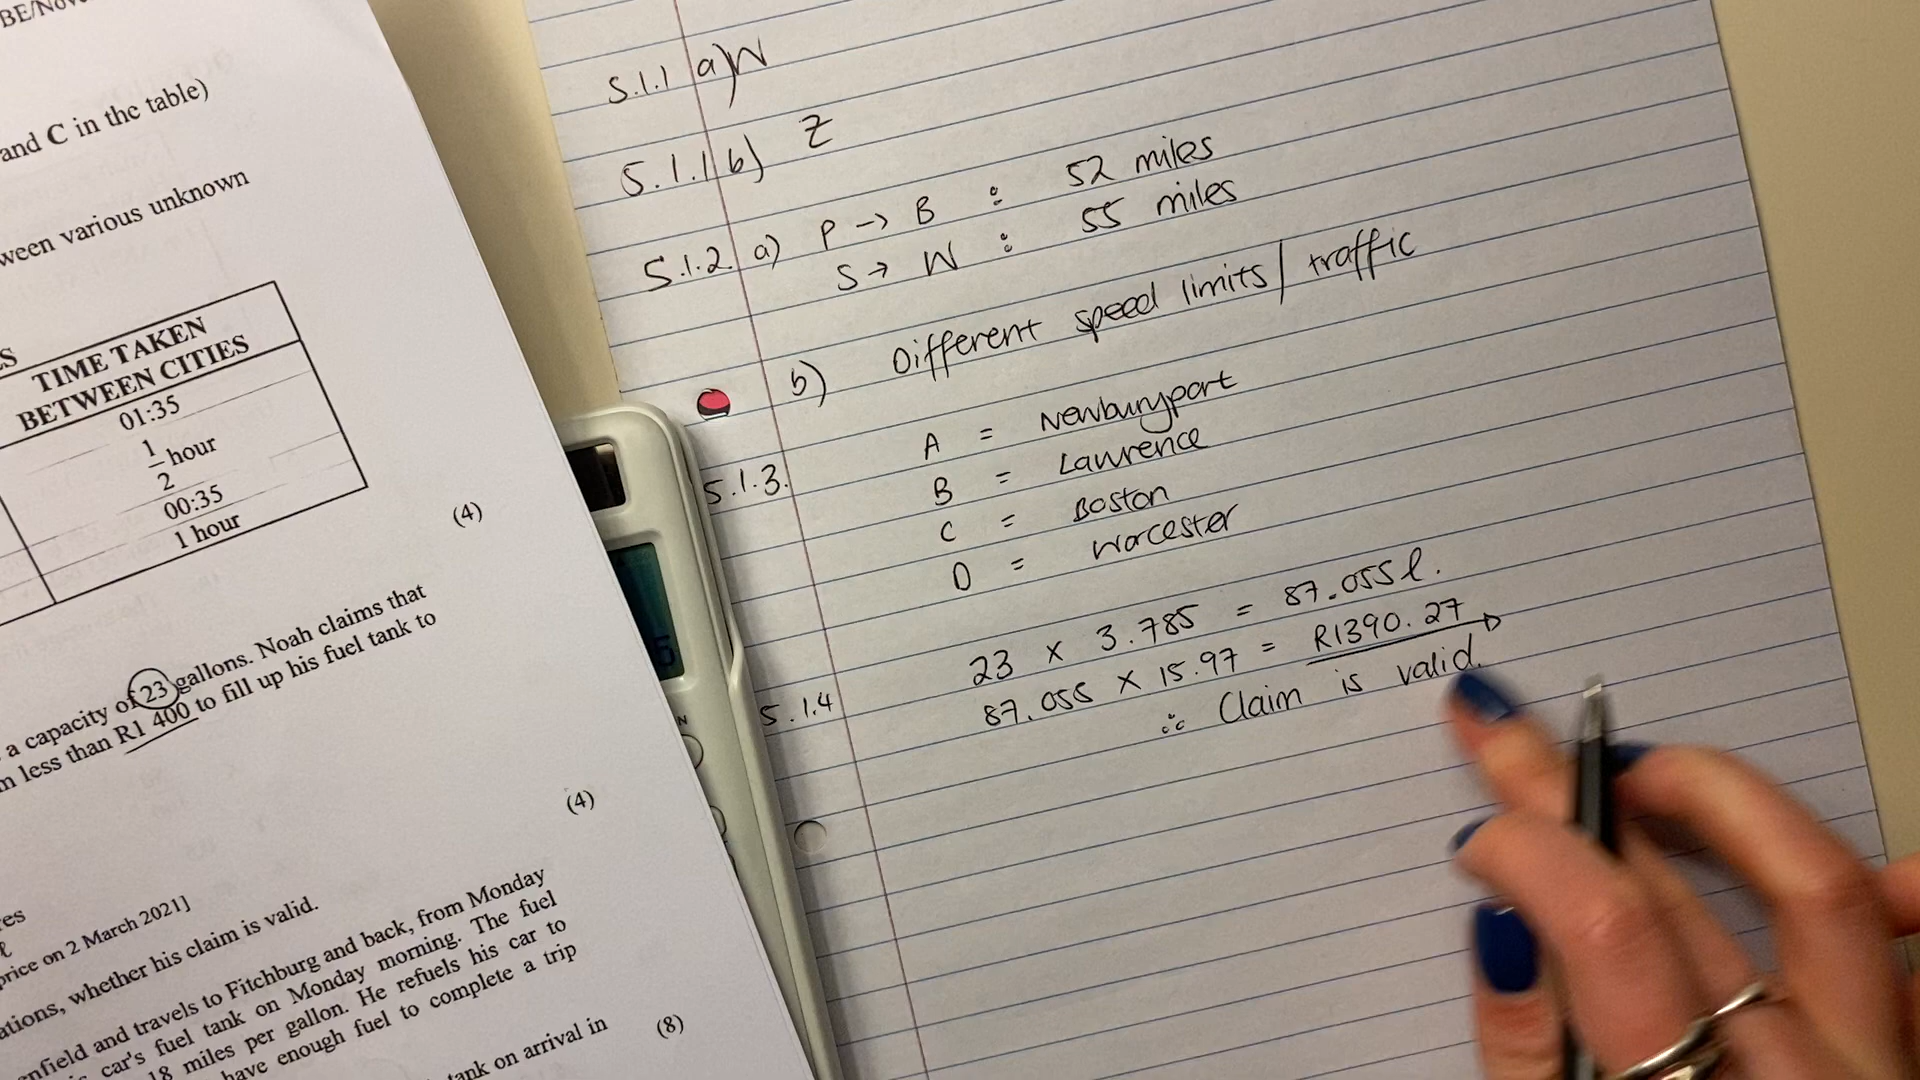 BE/Nov
and C in the table)
ween various unknown
TIME TAKEN
BETWEEN CITIES
01:35
1/2 hour
00:35
1 hour
(4)
a capacity of 23 gallons. Noah claims that
less than R1 400 to fill up his fuel tank to
(4)
price on 2 March 2021]
ations, whether his claim is valid.
enfield and travels to Fitchburg and back, from Monday
car's fuel tank on Monday morning. The fuel
18 miles per gallon. He refuels his car to
have enough fuel to complete a trip
tank on arrival in
(8)
5.1.1 a) W
5.1.1 b) Z
5.1.2. a) P → B : 52 miles
S → W : 55 miles
b) Different speed limits / traffic
5.1.3. A = Newburyport
B = Lawrence
C = Boston
D = Worcester
23 x 3.785 = 87.055 l.
5.1.4 87.055 x 15.97 = R1390.27
∴ Claim is valid.